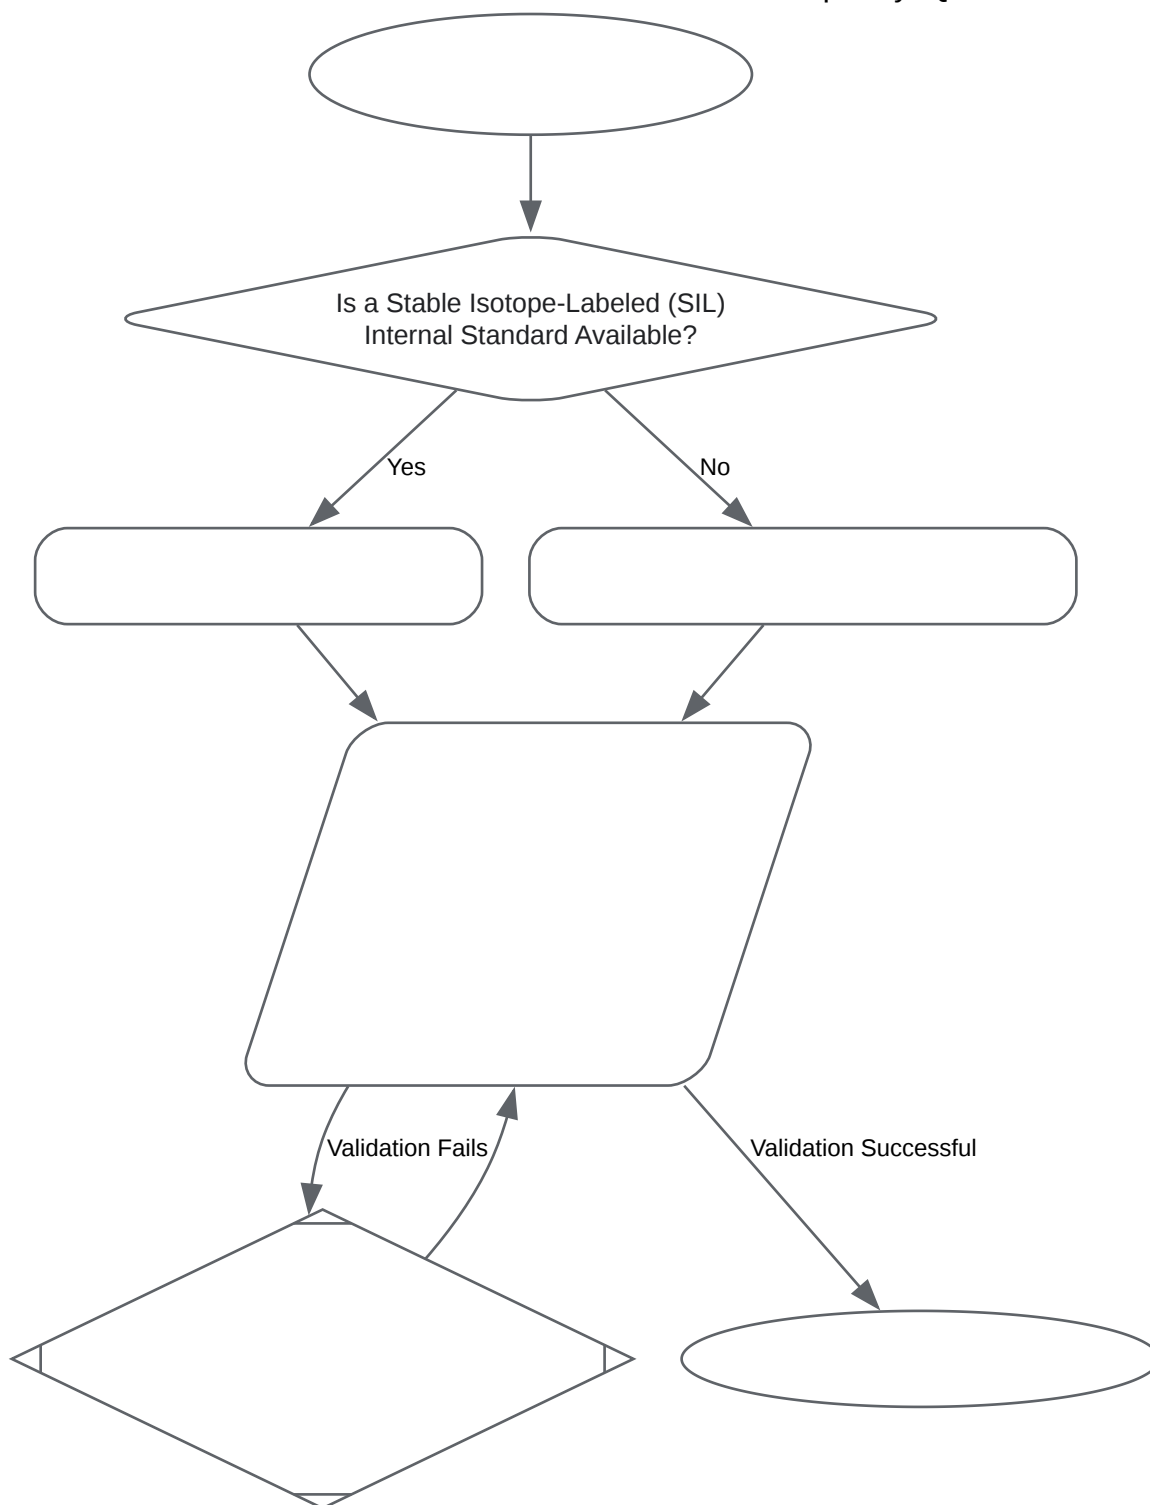 Is a Stable Isotope-Labeled (SIL)
Internal Standard Available?
Yes
No
Validation Fails
Validation Successful